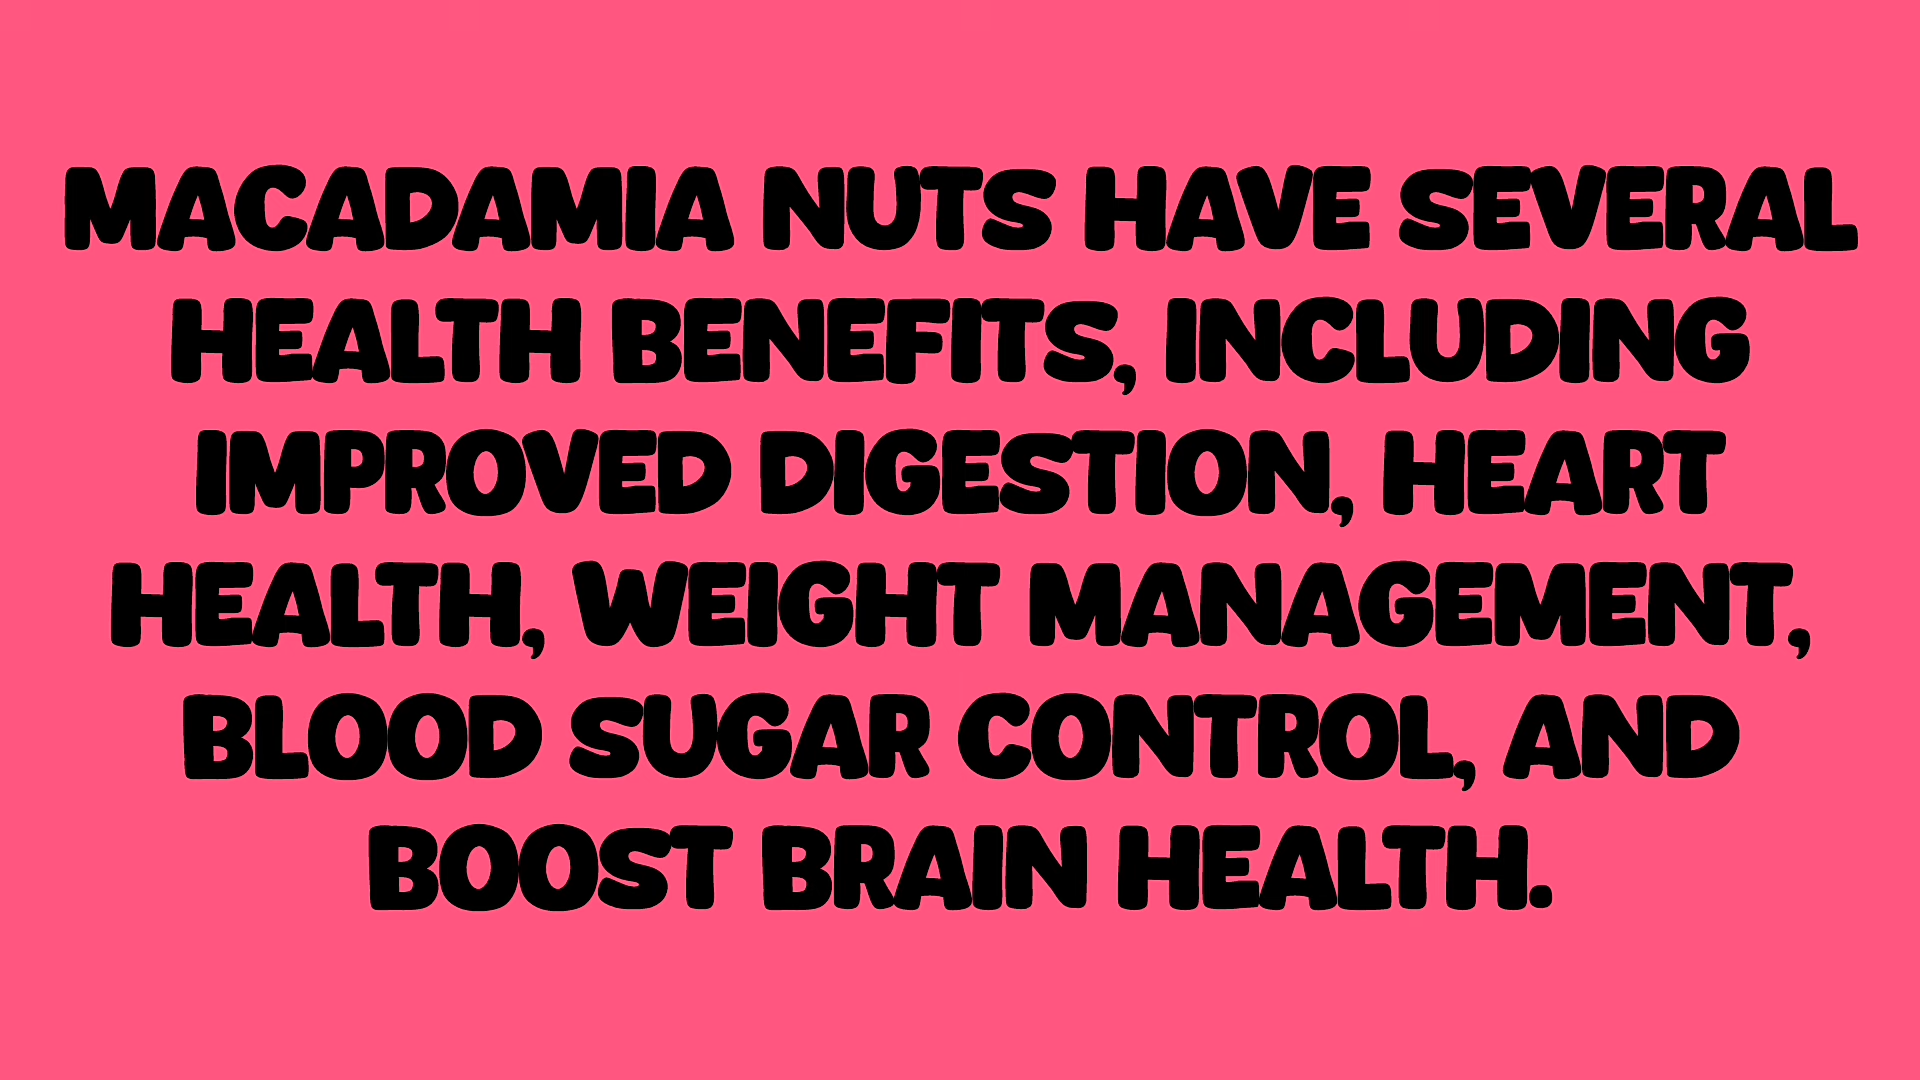 MACADAMIA NUTS HAVE SEVERAL
HEALTH BENEFITS, INCLUDING
IMPROVED DIGESTION, HEART
HEALTH, WEIGHT MANAGEMENT,
BLOOD SUGAR CONTROL, AND
BOOST BRAIN HEALTH.